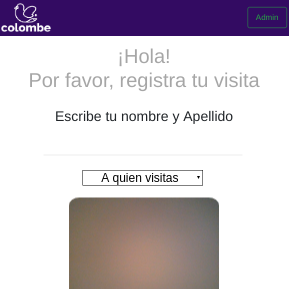 colombe
Admin
¡Hola!
Por favor, registra tu visita
Escribe tu nombre y Apellido
A quien visitas